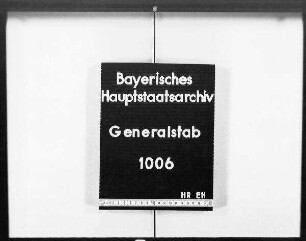 Bayerisches
Hauptstaatsarchiv
Generalstab
1006
HR EH